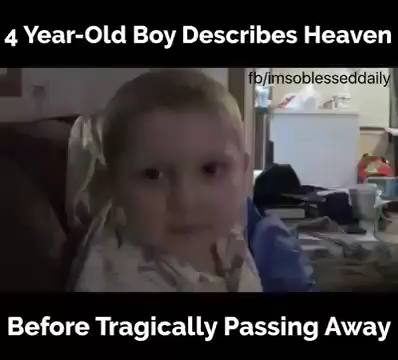 4 Year-Old Boy Describes Heaven
fb/imsoblesseddaily
Before Tragically Passing Away